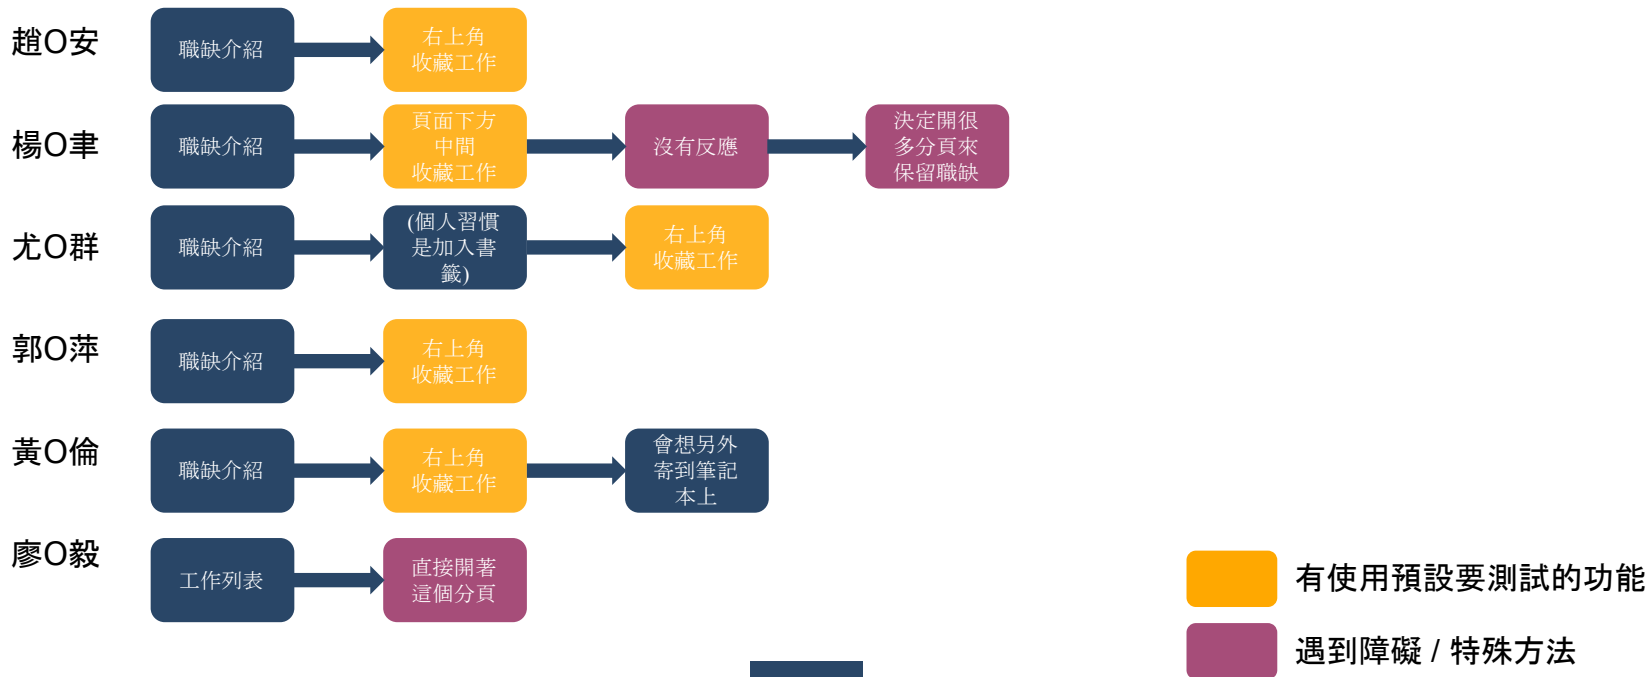 趙O安
職缺介紹
右上角
收藏工作
楊O聿
職缺介紹
頁面下方
中間
收藏工作
沒有反應
決定開很
多分頁來
保留職缺
尤O群
職缺介紹
(個人習慣
是加入書
籤)
右上角
收藏工作
郭O萍
職缺介紹
右上角
收藏工作
黃O倫
職缺介紹
右上角
收藏工作
會想另外
寄到筆記
本上
廖O毅
工作列表
直接開著
這個分頁
有使用預設要測試的功能
遇到障礙 / 特殊方法